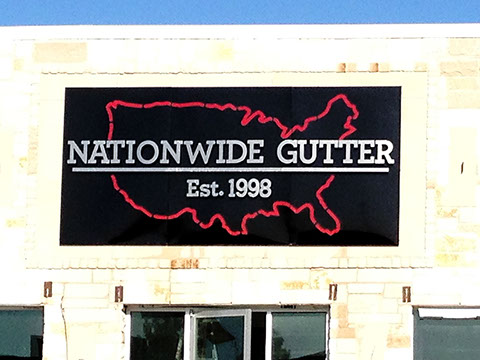 NATIONWIDE GUTTER
Est. 1998